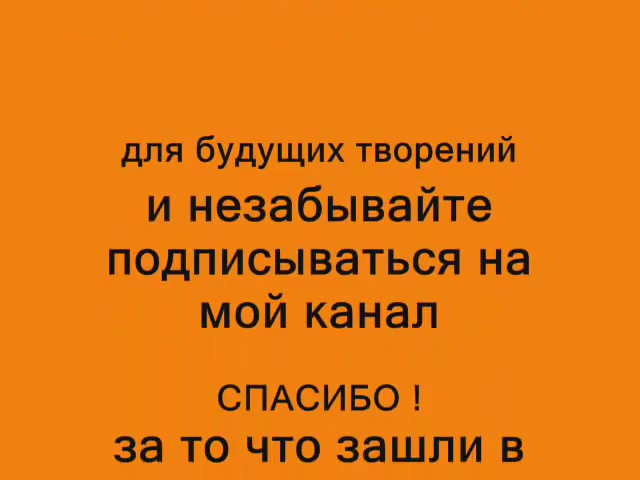 для будущих творений
и незабывайте
подписываться на
мой канал
СПАСИБО !
за то что зашли в